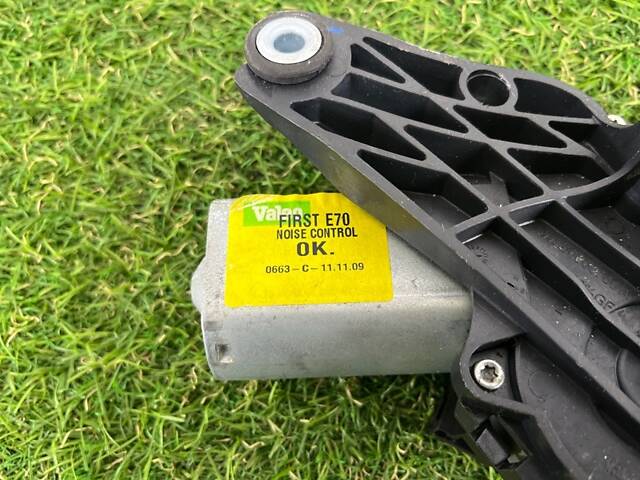 Valeo
FIRST E70
NOISE CONTROL
OK.
0663-C-11.11.09